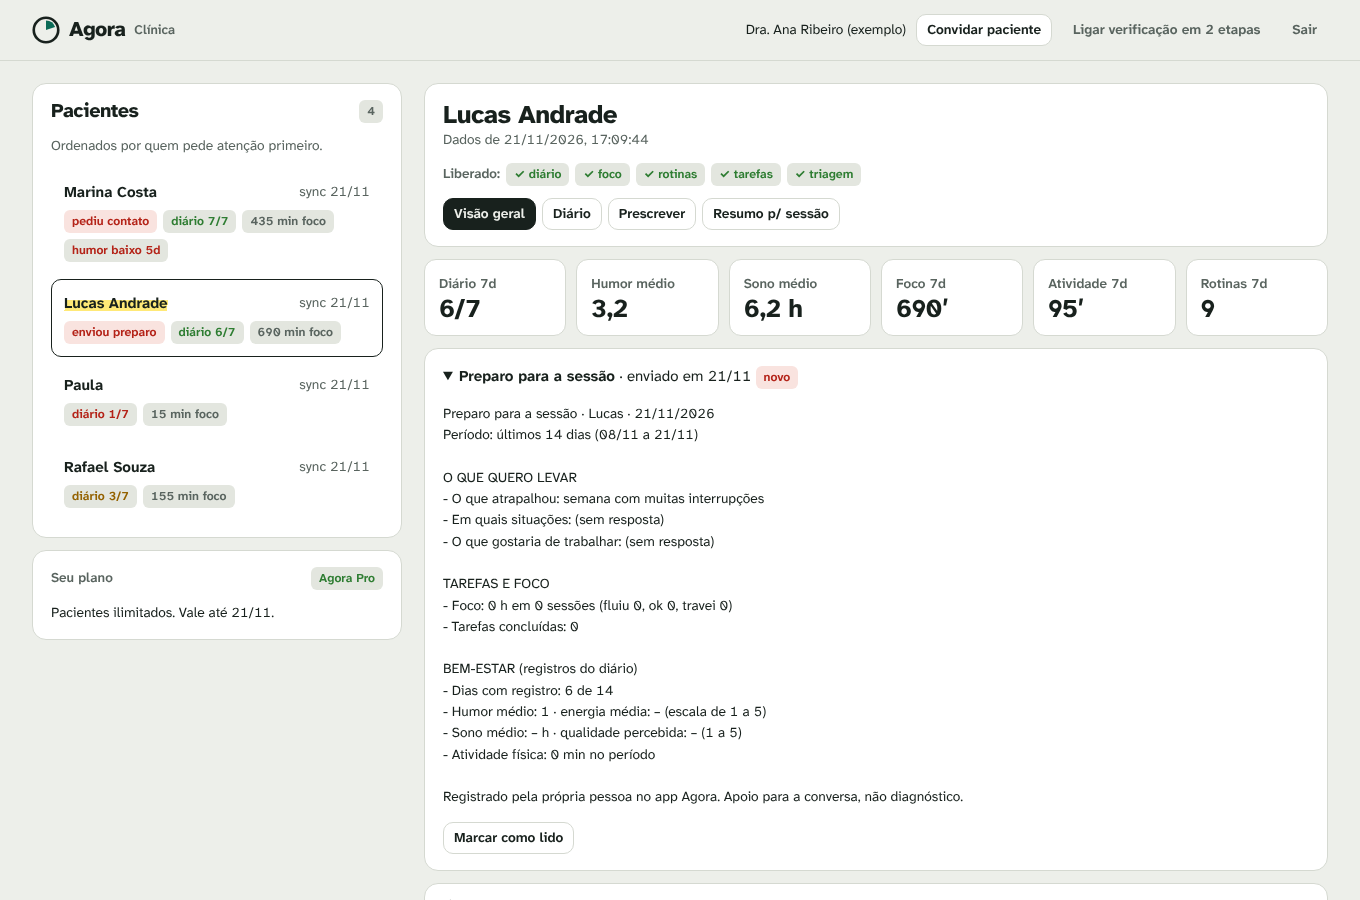 Agora Clínica
Dra. Ana Ribeiro (exemplo) Convidar paciente Ligar verificação em 2 etapas Sair
Pacientes 4
Ordenados por quem pede atenção primeiro.
Marina Costa sync 21/11
pediu contato diário 7/7 435 min foco
humor baixo 5d
Lucas Andrade sync 21/11
enviou preparo diário 6/7 690 min foco
Paula sync 21/11
diário 1/7 15 min foco
Rafael Souza sync 21/11
diário 3/7 155 min foco
Seu plano Agora Pro
Pacientes ilimitados. Vale até 21/11.
Lucas Andrade
Dados de 21/11/2026, 17:09:44
Liberado: ✓ diário ✓ foco ✓ rotinas ✓ tarefas ✓ triagem
Visão geral Diário Prescrever Resumo p/ sessão
Diário 7d
6/7
Humor médio
3,2
Sono médio
6,2 h
Foco 7d
690′
Atividade 7d
95′
Rotinas 7d
9
▼ Preparo para a sessão · enviado em 21/11 novo
Preparo para a sessão · Lucas · 21/11/2026
Período: últimos 14 dias (08/11 a 21/11)
O QUE QUERO LEVAR
- O que atrapalhou: semana com muitas interrupções
- Em quais situações: (sem resposta)
- O que gostaria de trabalhar: (sem resposta)
TAREFAS E FOCO
- Foco: 0 h em 0 sessões (fluiu 0, ok 0, travei 0)
- Tarefas concluídas: 0
BEM-ESTAR (registros do diário)
- Dias com registro: 6 de 14
- Humor médio: 1 · energia média: – (escala de 1 a 5)
- Sono médio: – h · qualidade percebida: – (1 a 5)
- Atividade física: 0 min no período
Registrado pela própria pessoa no app Agora. Apoio para a conversa, não diagnóstico.
Marcar como lido